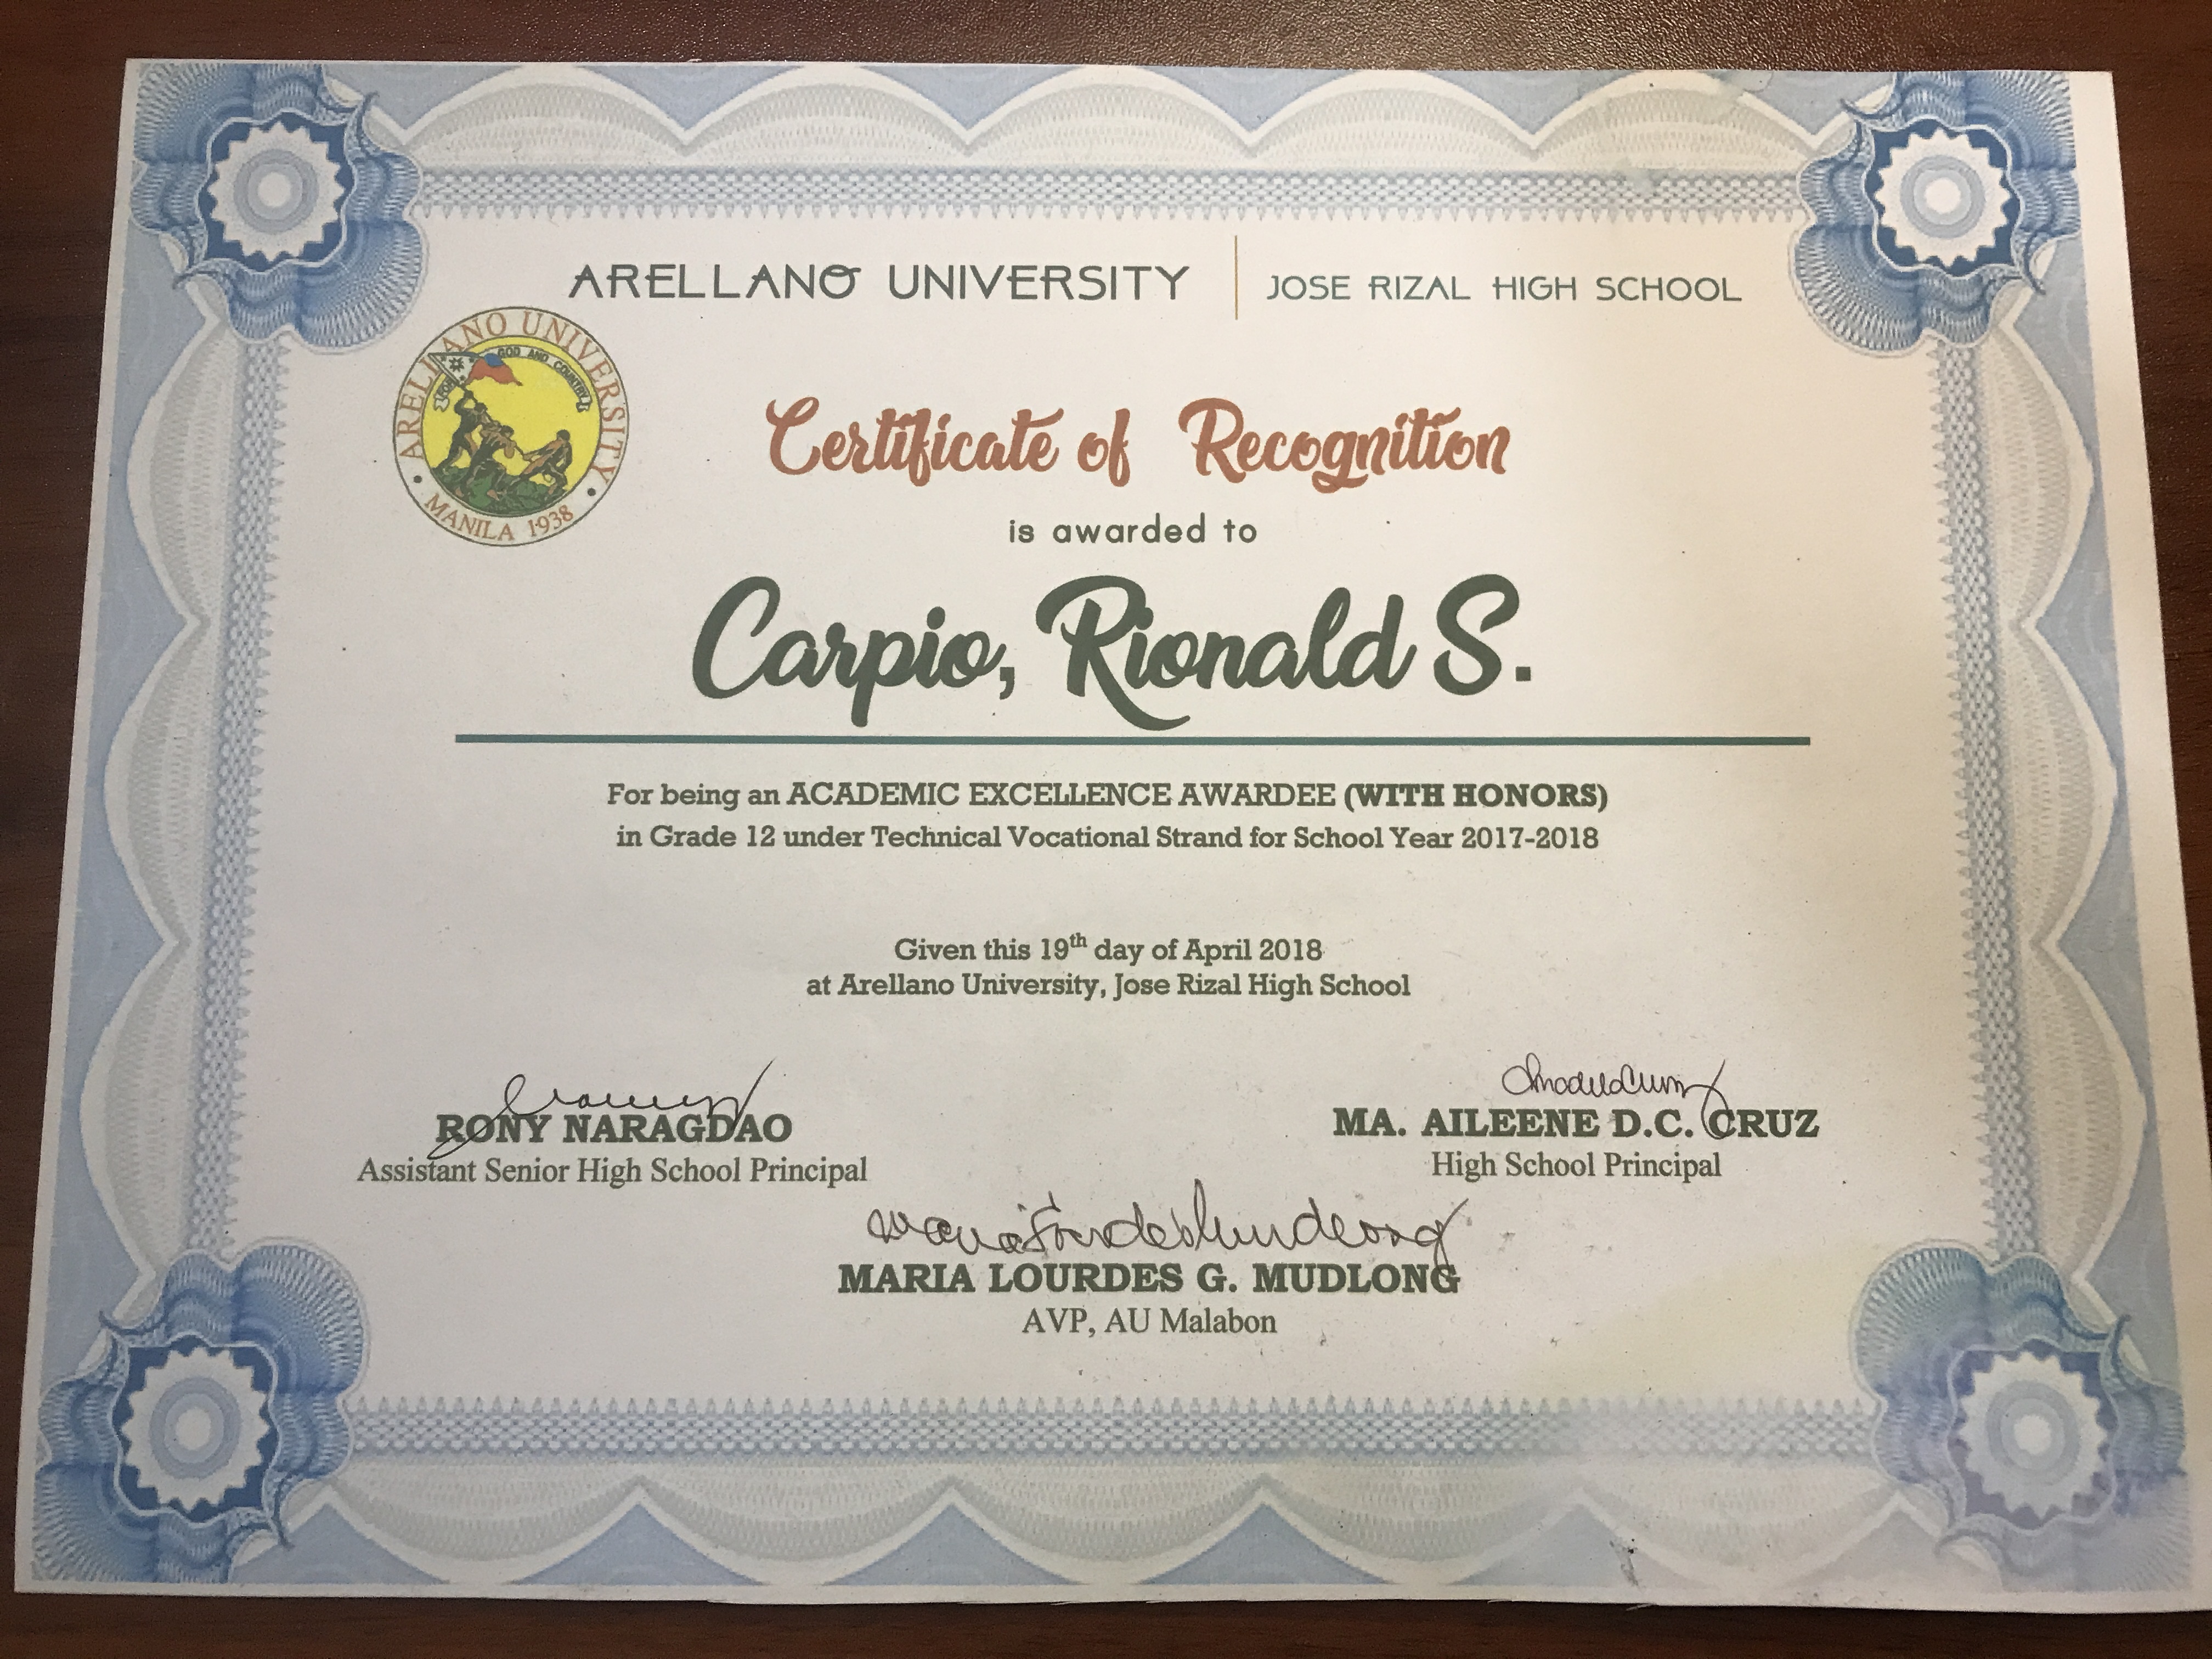 ARELLANO UNIVERSITY | JOSE RIZAL HIGH SCHOOL
ARELLANO UNIVERSITY
FOR GOD AND COUNTRY
• MANILA 1938 •
Certificate of Recognition
is awarded to
Carpio, Rionald S.
For being an ACADEMIC EXCELLENCE AWARDEE (WITH HONORS)
in Grade 12 under Technical Vocational Strand for School Year 2017-2018
Given this 19th day of April 2018
at Arellano University, Jose Rizal High School
RONY NARAGDAO
Assistant Senior High School Principal
MA. AILEENE D.C. CRUZ
High School Principal
MARIA LOURDES G. MUDLONG
AVP, AU Malabon